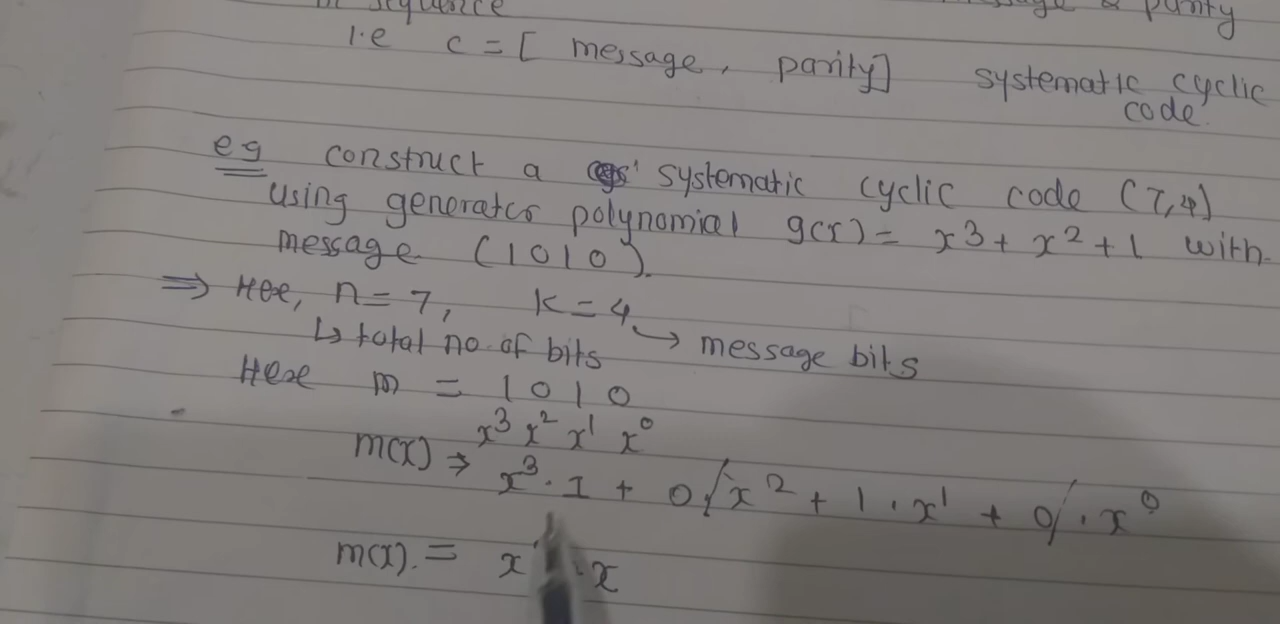 sequence & parity
i.e c = [ message, parity] systematic cyclic
code.
eg construct a systematic cyclic code (7,4)
using generator polynomial g(x) = x³ + x² + 1 with
message (1010).
⇒ Here, n = 7, k = 4 → message bits
↳ total no. of bits
Here m = 1 0 1 0
x³ x² x¹ x⁰
m(x) ⇒ x³ · 1 + 0 · x² + 1 · x¹ + 0 · x⁰
m(x) = x x